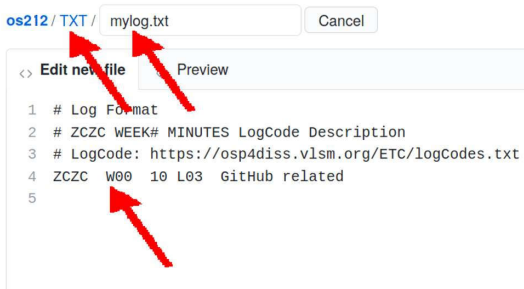 os212 / TXT / mylog.txt Cancel
<> Edit new file Preview
1 # Log Format
2 # ZCZC WEEK# MINUTES LogCode Description
3 # LogCode: https://osp4diss.vlsm.org/ETC/logCodes.txt
4 ZCZC W00 10 L03 GitHub related
5